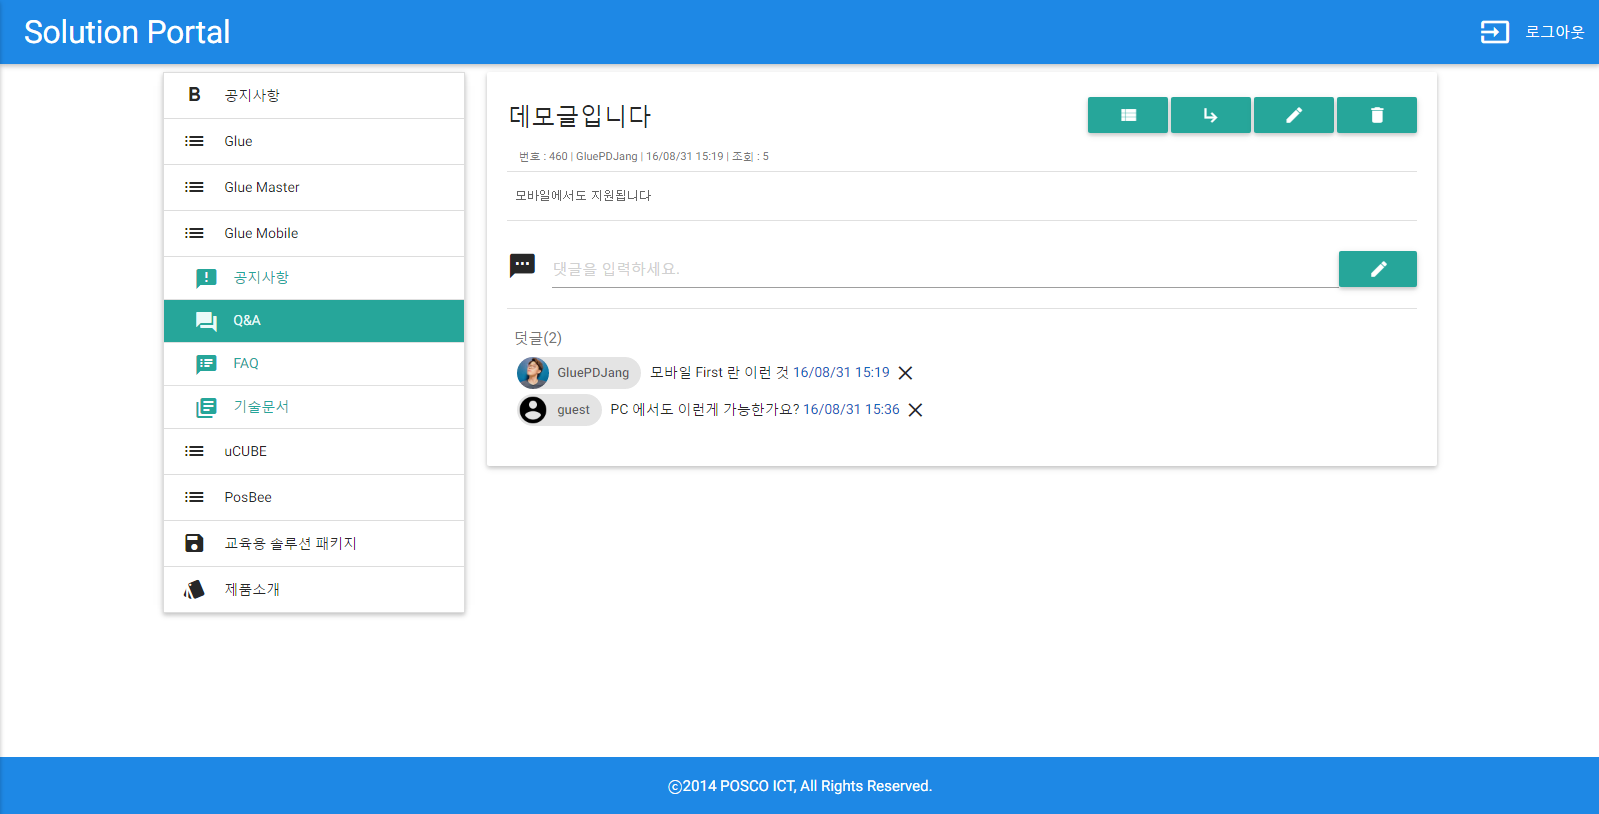 Solution Portal
로그아웃
B 공지사항
Glue
Glue Master
Glue Mobile
공지사항
Q&A
FAQ
기술문서
uCUBE
PosBee
교육용 솔루션 패키지
제품소개
데모글입니다
번호 : 460 | GluePDJang | 16/08/31 15:19 | 조회 : 5
모바일에서도 지원됩니다
댓글을 입력하세요.
덧글(2)
GluePDJang 모바일 First 란 이런 것 16/08/31 15:19
guest PC 에서도 이런게 가능한가요? 16/08/31 15:36
ⓒ2014 POSCO ICT, All Rights Reserved.